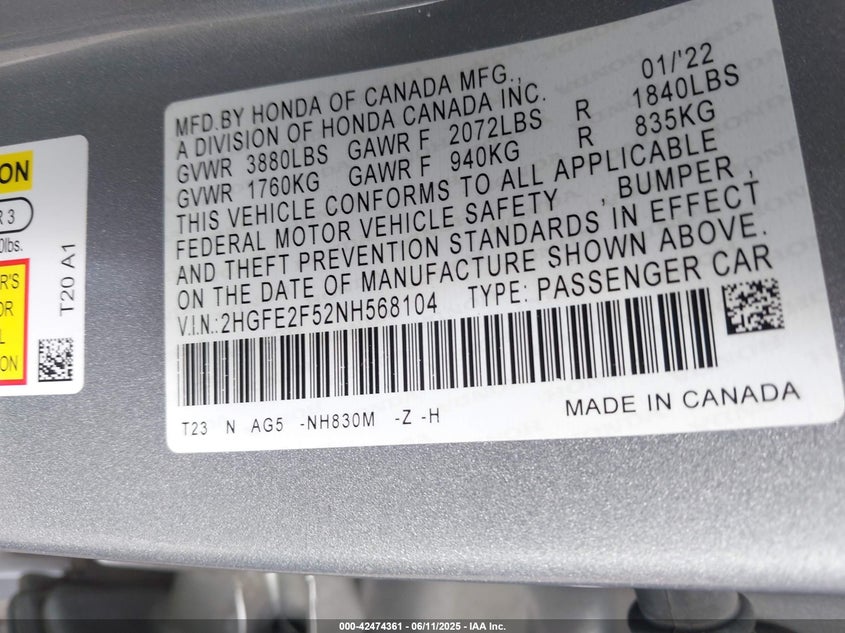 MFD.BY HONDA OF CANADA MFG., 01/'22
A DIVISION OF HONDA CANADA INC.
GVWR 3880LBS GAWR F 2072LBS R 1840LBS
GVWR 1760KG GAWR F 940KG R 835KG
THIS VEHICLE CONFORMS TO ALL APPLICABLE
FEDERAL MOTOR VEHICLE SAFETY , BUMPER ,
AND THEFT PREVENTION STANDARDS IN EFFECT
ON THE DATE OF MANUFACTURE SHOWN ABOVE.
V.I.N.:2HGFE2F52NH568104 TYPE: PASSENGER CAR
T23 N AG5 -NH830M -Z -H MADE IN CANADA
T20 A1
000-42474361 - 06/11/2025 - IAA Inc.